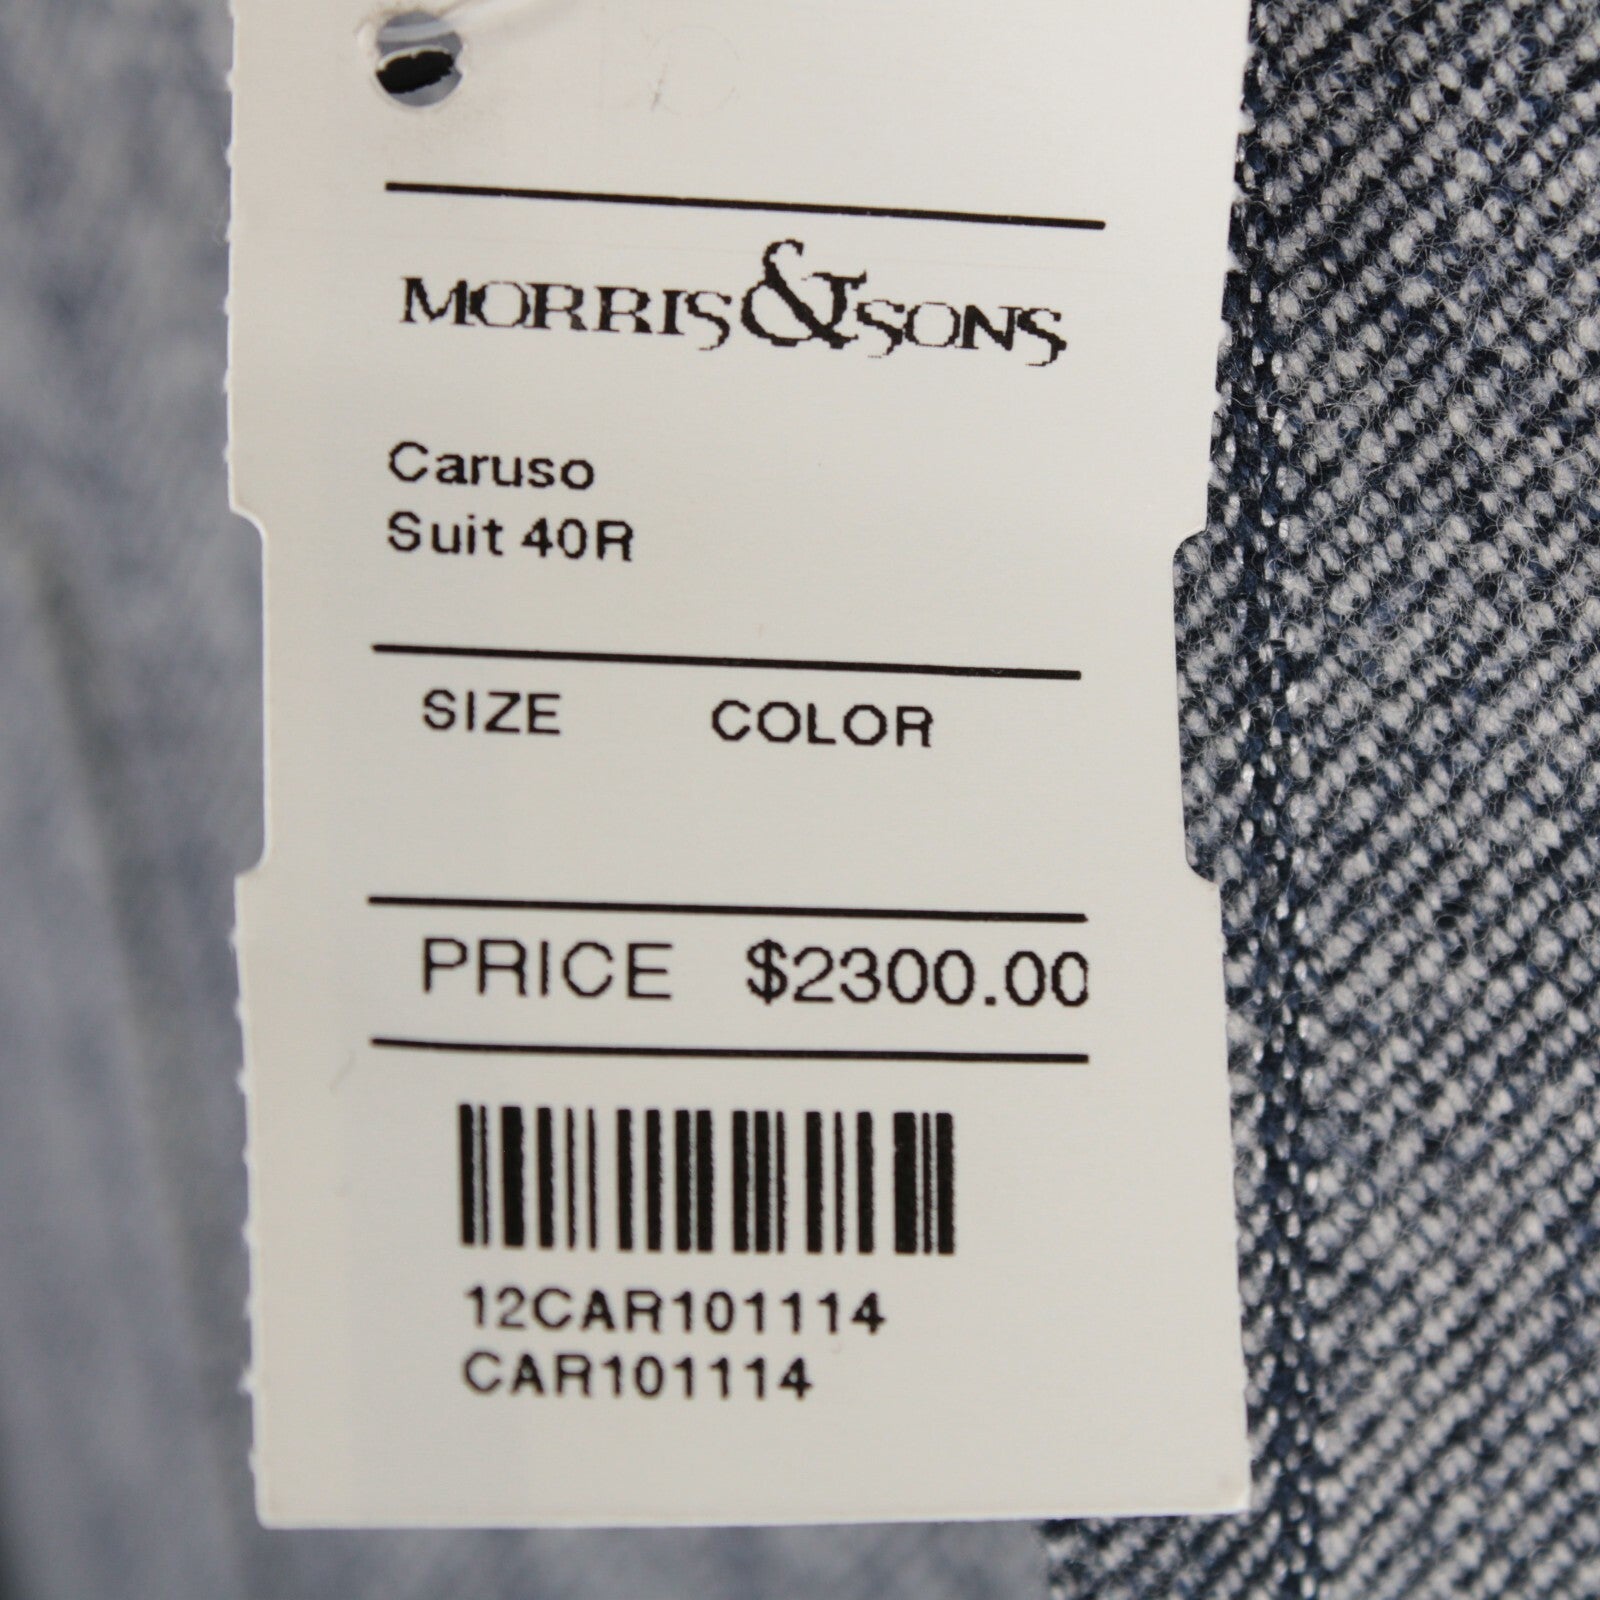 MORRIS&SONS
Caruso
Suit 40R
SIZE COLOR
PRICE $2300.00
12CAR101114
CAR101114